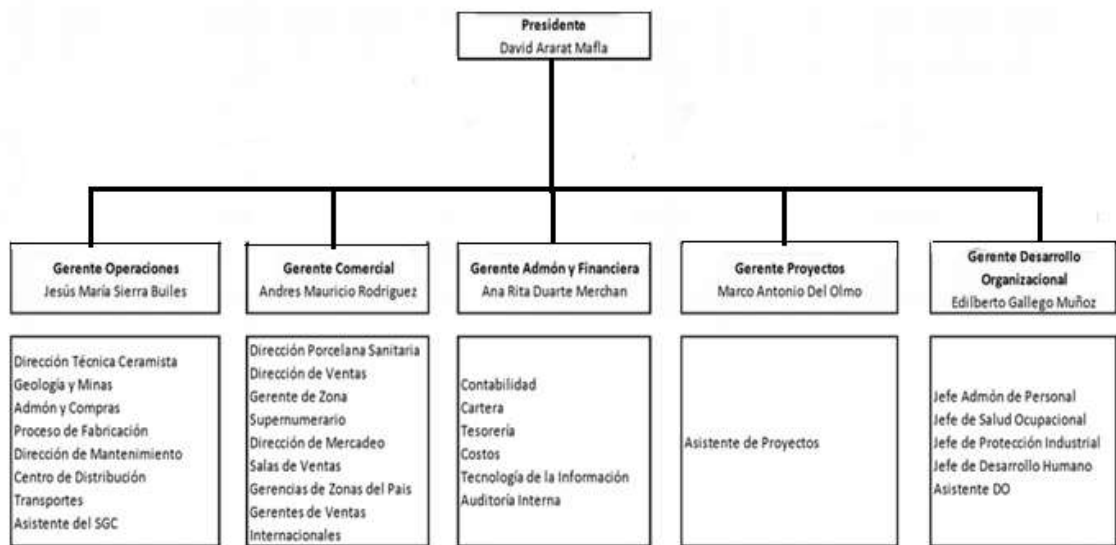 Presidente
David Ararat Mafla
Gerente Operaciones
Jesús María Sierra Builes
Gerente Comercial
Andres Mauricio Rodriguez
Gerente Admón y Financiera
Ana Rita Duarte Merchan
Gerente Proyectos
Marco Antonio Del Olmo
Gerente Desarrollo
Organizacional
Edilberto Gallego Muñoz
Dirección Técnica Ceramista
Geología y Minas
Admón y Compras
Proceso de Fabricación
Dirección de Mantenimiento
Centro de Distribución
Transportes
Asistente del SGC
Dirección Porcelana Sanitaria
Dirección de Ventas
Gerente de Zona
Supernumerario
Dirección de Mercadeo
Salas de Ventas
Gerencias de Zonas del Pais
Gerentes de Ventas
Internacionales
Contabilidad
Cartera
Tesorería
Costos
Tecnología de la Información
Auditoría Interna
Asistente de Proyectos
Jefe Admón de Personal
Jefe de Salud Ocupacional
Jefe de Protección Industrial
Jefe de Desarrollo Humano
Asistente DO